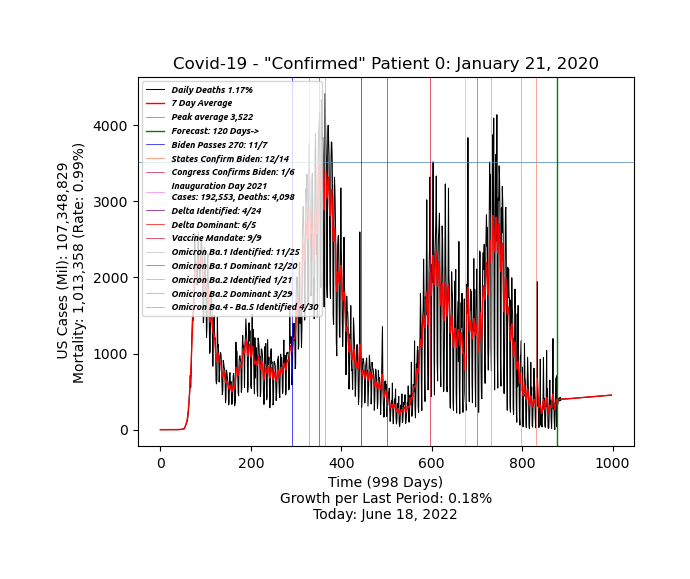 Covid-19 - "Confirmed" Patient 0: January 21, 2020
Daily Deaths 1.17%
7 Day Average
Peak average 3,522
Forecast: 120 Days->
Biden Passes 270: 11/7
States Confirm Biden: 12/14
Congress Confirms Biden: 1/6
Inauguration Day 2021
Cases: 192,553, Deaths: 4,098
Delta Identified: 4/24
Delta Dominant: 6/5
Vaccine Mandate: 9/9
Omicron Ba.1 Identified: 11/25
Omicron Ba.1 Dominant 12/20
Omicron Ba.2 Identified 1/21
Omicron Ba.2 Dominant 3/29
Omicron Ba.4 - Ba.5 Identified 4/30
4000
3000
2000
1000
0
US Cases (Mil): 107,348,829
Mortality: 1,013,358 (Rate: 0.99%)
0 200 400 600 800 1000
Time (998 Days)
Growth per Last Period: 0.18%
Today: June 18, 2022